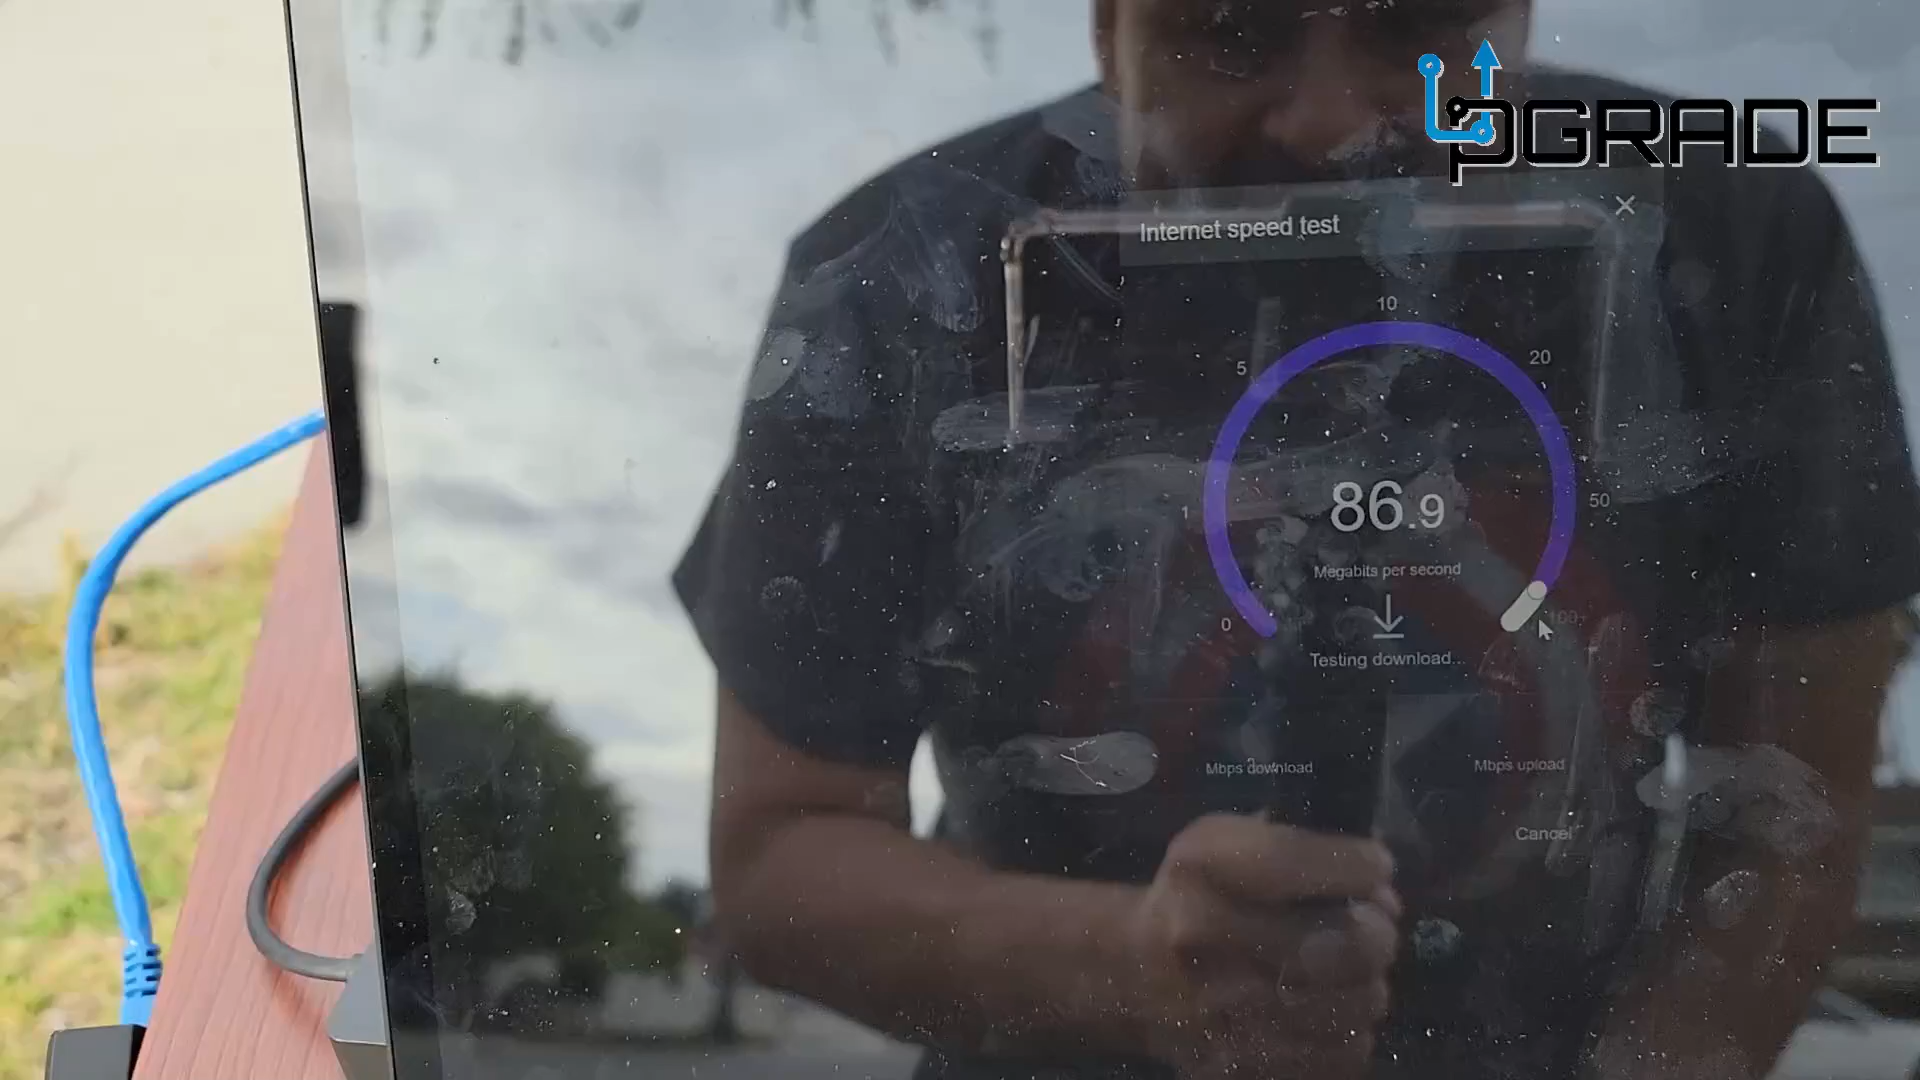 UPGRADE
Internet speed test
10
5
20
1
50
86.9
Megabits per second
0
100
Testing download...
Mbps download
Mbps upload
Cancel